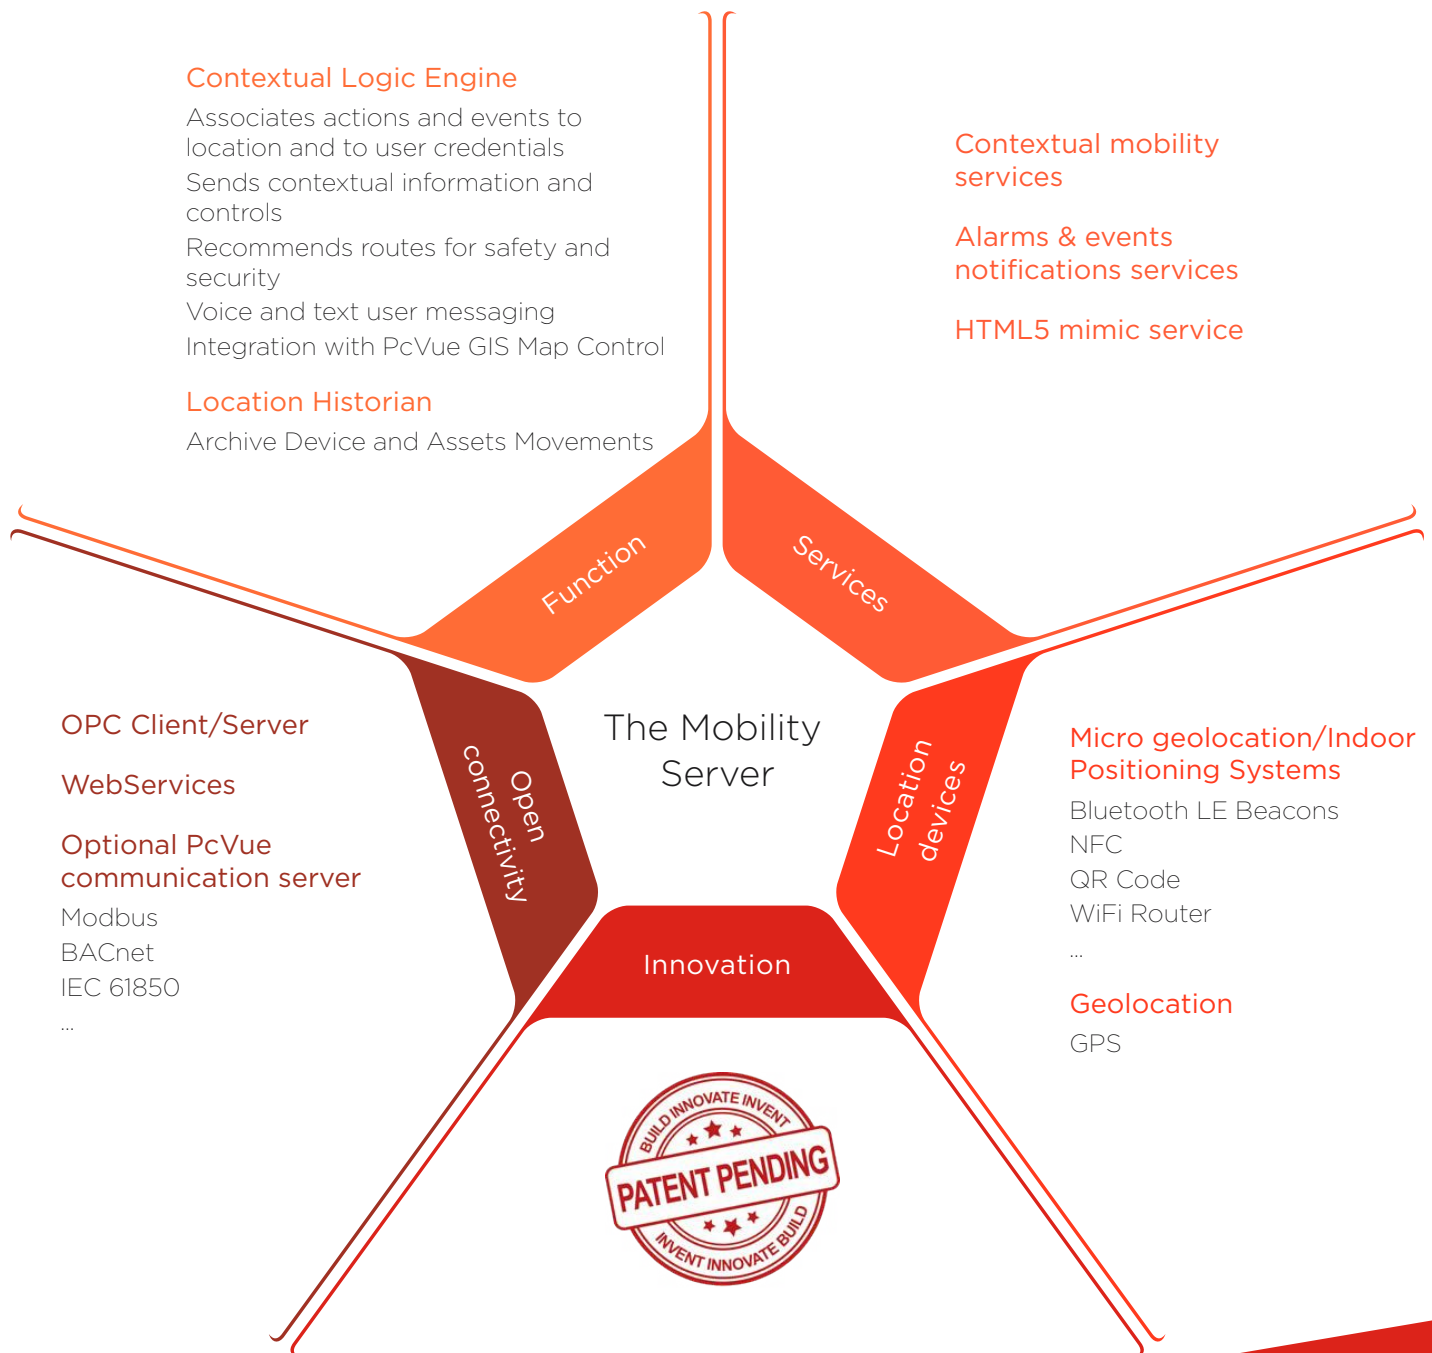 Contextual Logic Engine
Associates actions and events to
location and to user credentials
Sends contextual information and
controls
Recommends routes for safety and
security
Voice and text user messaging
Integration with PcVue GIS Map Control
Location Historian
Archive Device and Assets Movements
Contextual mobility
services
Alarms & events
notifications services
HTML5 mimic service
Function
Services
The Mobility
Server
OPC Client/Server
WebServices
Optional PcVue
communication server
Modbus
BACnet
IEC 61850
...
Open
connectivity
Location
devices
Micro geolocation/Indoor
Positioning Systems
Bluetooth LE Beacons
NFC
QR Code
WiFi Router
...
Geolocation
GPS
Innovation
BUILD INNOVATE INVENT
PATENT PENDING
INVENT INNOVATE BUILD